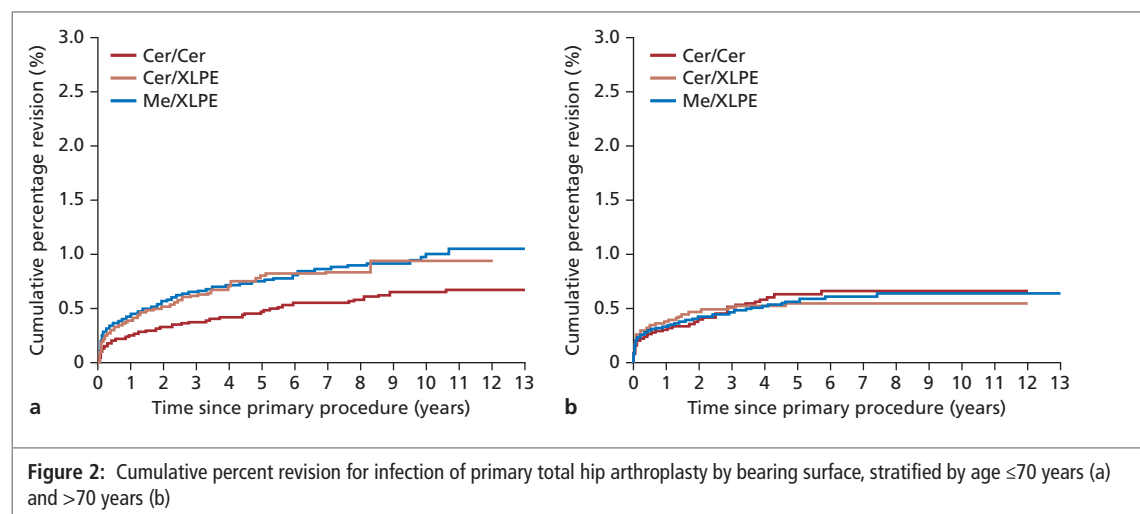 Cumulative percentage revision (%)
3.0
2.5
2.0
1.5
1.0
0.5
0
Cer/Cer
Cer/XLPE
Me/XLPE
0 1 2 3 4 5 6 7 8 9 10 11 12 13
Time since primary procedure (years)
a
Cumulative percentage revision (%)
3.0
2.5
2.0
1.5
1.0
0.5
0
Cer/Cer
Cer/XLPE
Me/XLPE
0 1 2 3 4 5 6 7 8 9 10 11 12 13
Time since primary procedure (years)
b
Figure 2: Cumulative percent revision for infection of primary total hip arthroplasty by bearing surface, stratified by age ≤70 years (a)
and >70 years (b)